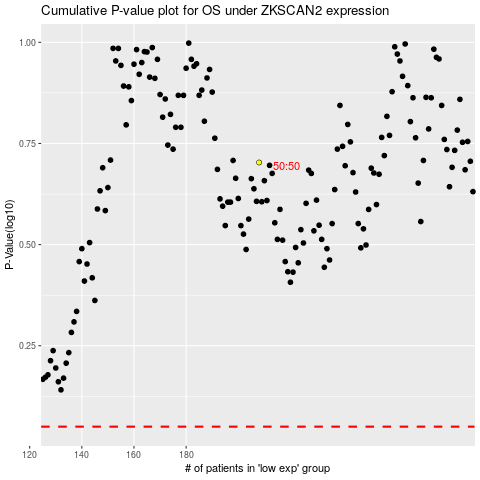 Cumulative P-value plot for OS under ZKSCAN2 expression
P-Value(log10)
1.00
0.75
0.50
0.25
50:50
120 140 160 180
# of patients in 'low exp' group